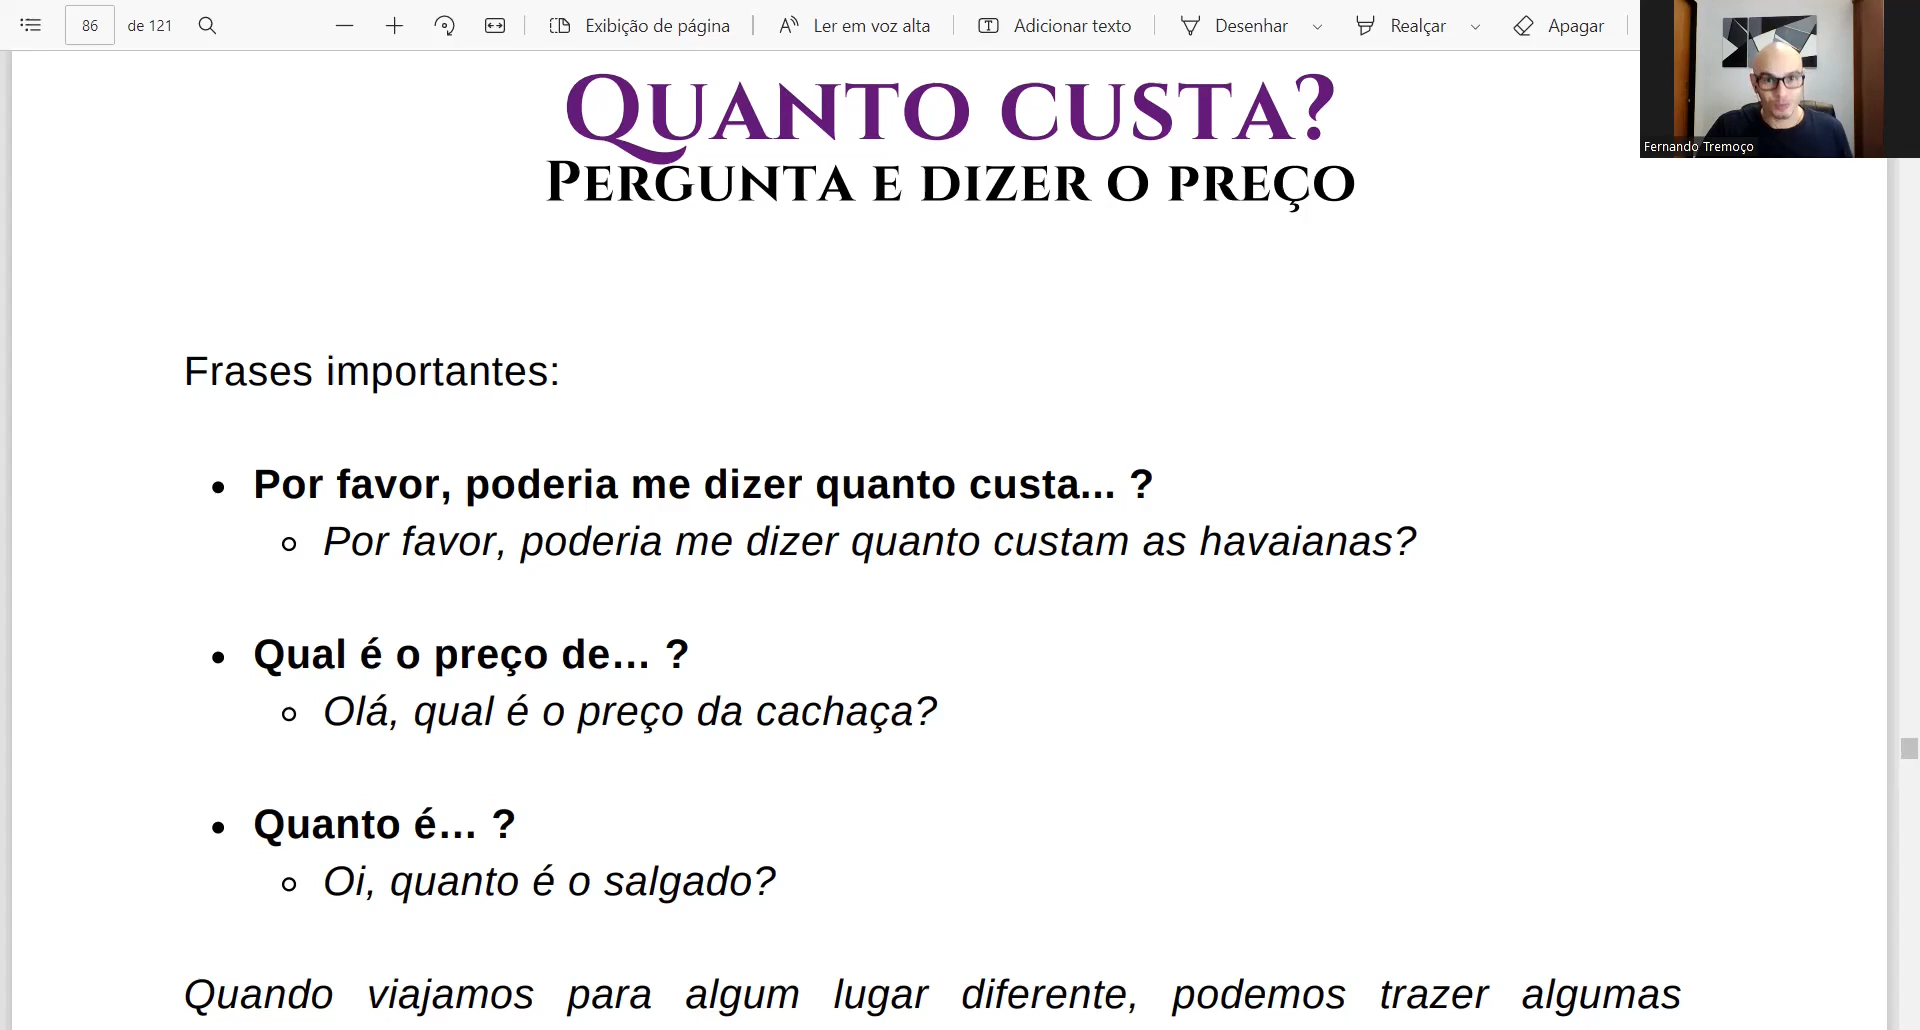 86 de 121 Exibição de página Ler em voz alta Adicionar texto Desenhar Realçar Apagar
Fernando Tremoço
Quanto custa?
Pergunta e dizer o preço
Frases importantes:
• Por favor, poderia me dizer quanto custa... ?
Por favor, poderia me dizer quanto custam as havaianas?
• Qual é o preço de... ?
Olá, qual é o preço da cachaça?
• Quanto é... ?
Oi, quanto é o salgado?
Quando viajamos para algum lugar diferente, podemos trazer algumas